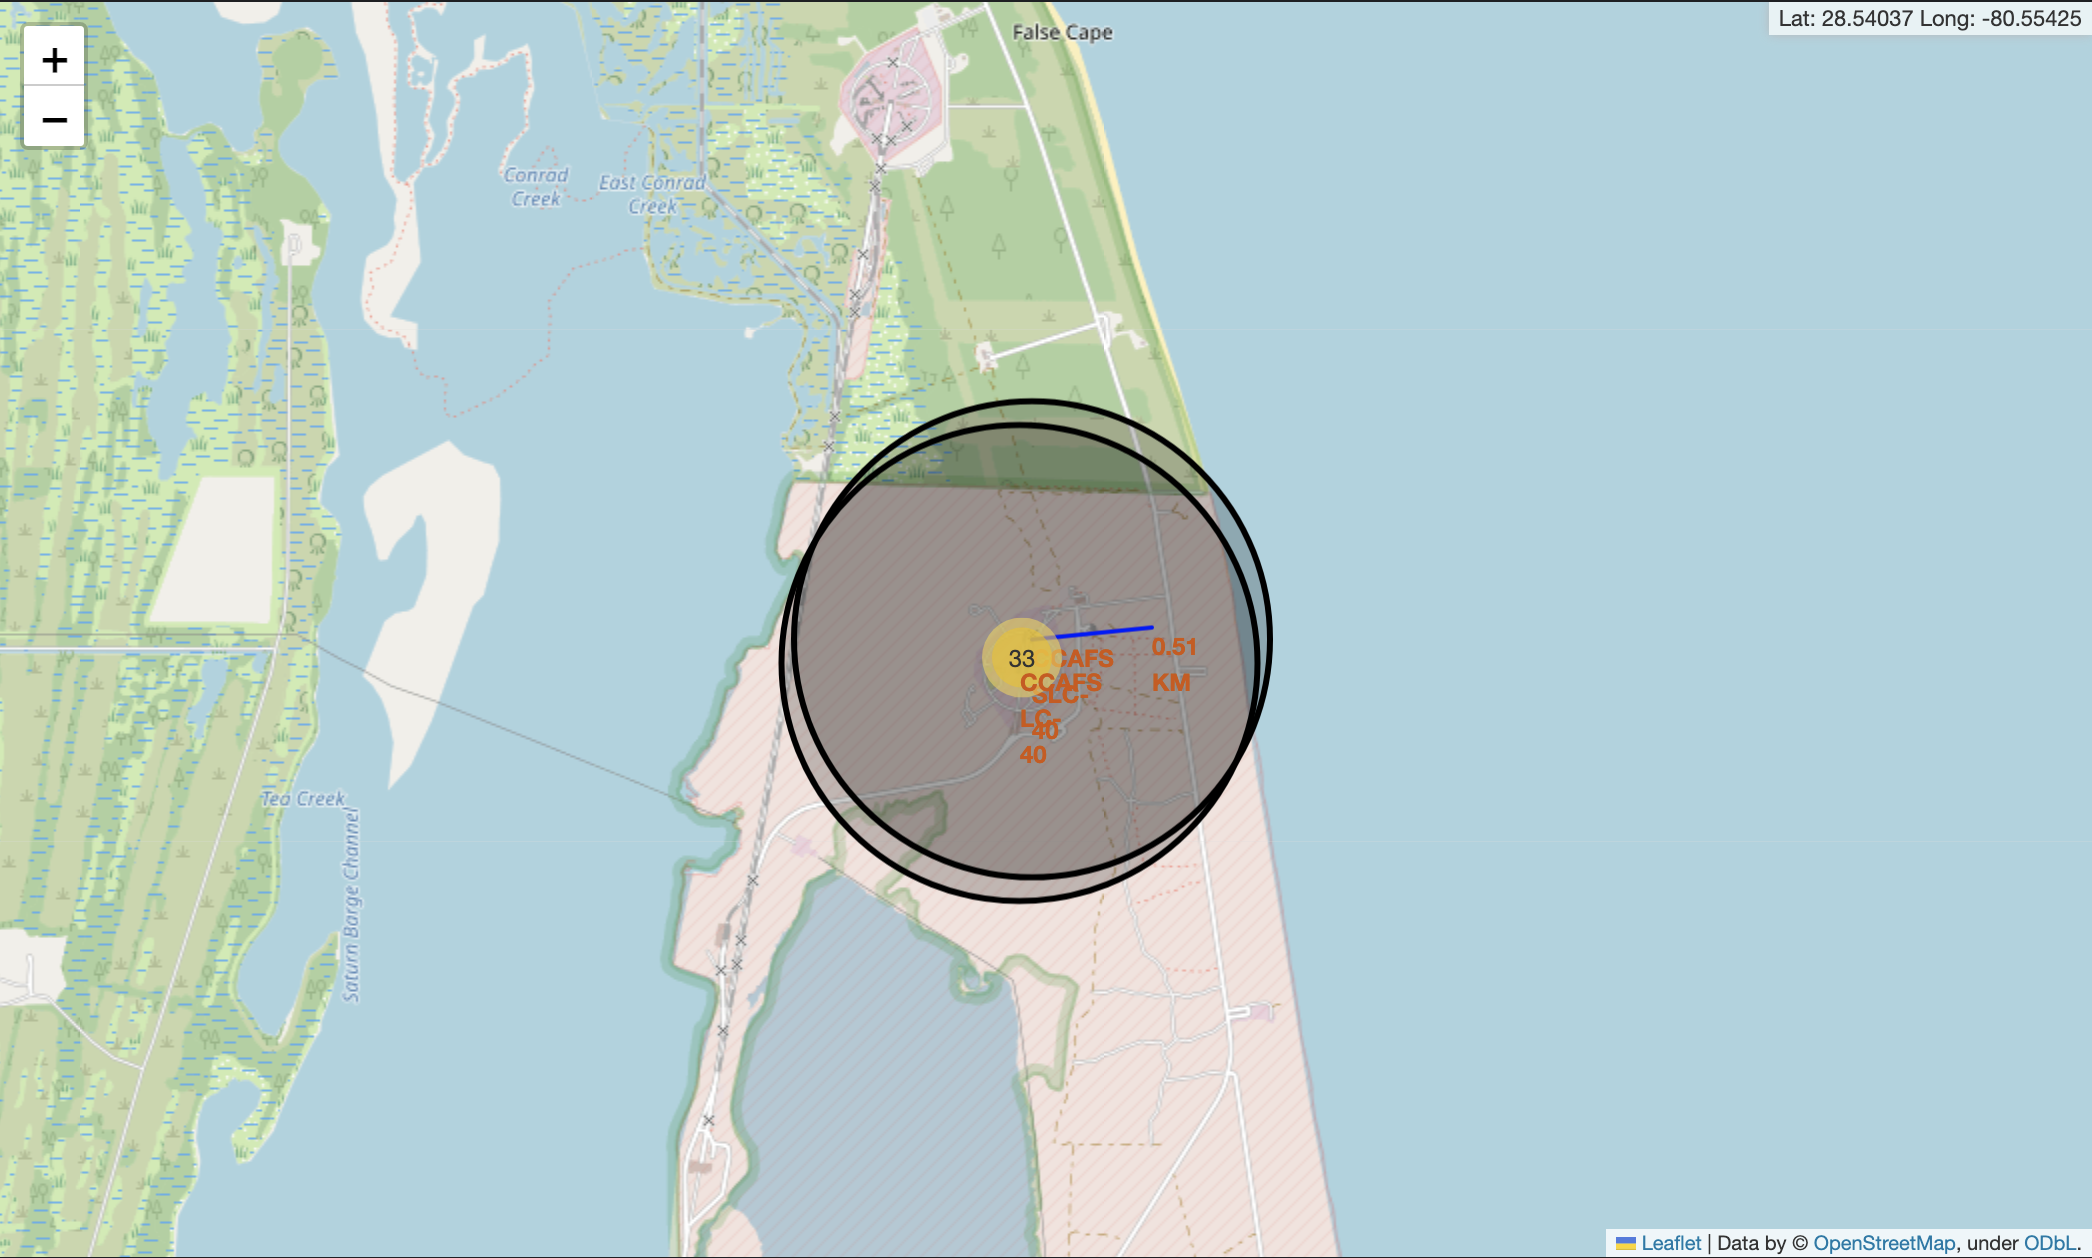 Lat: 28.54037 Long: -80.55425
+
−
False Cape
Conrad
Creek
East Conrad
Creek
33
CAFS
0.51
KM
CCAFS
SLC-
LC-
40
40
Tea Creek
Saturn Barge Channel
Leaflet | Data by © OpenStreetMap, under ODbL.